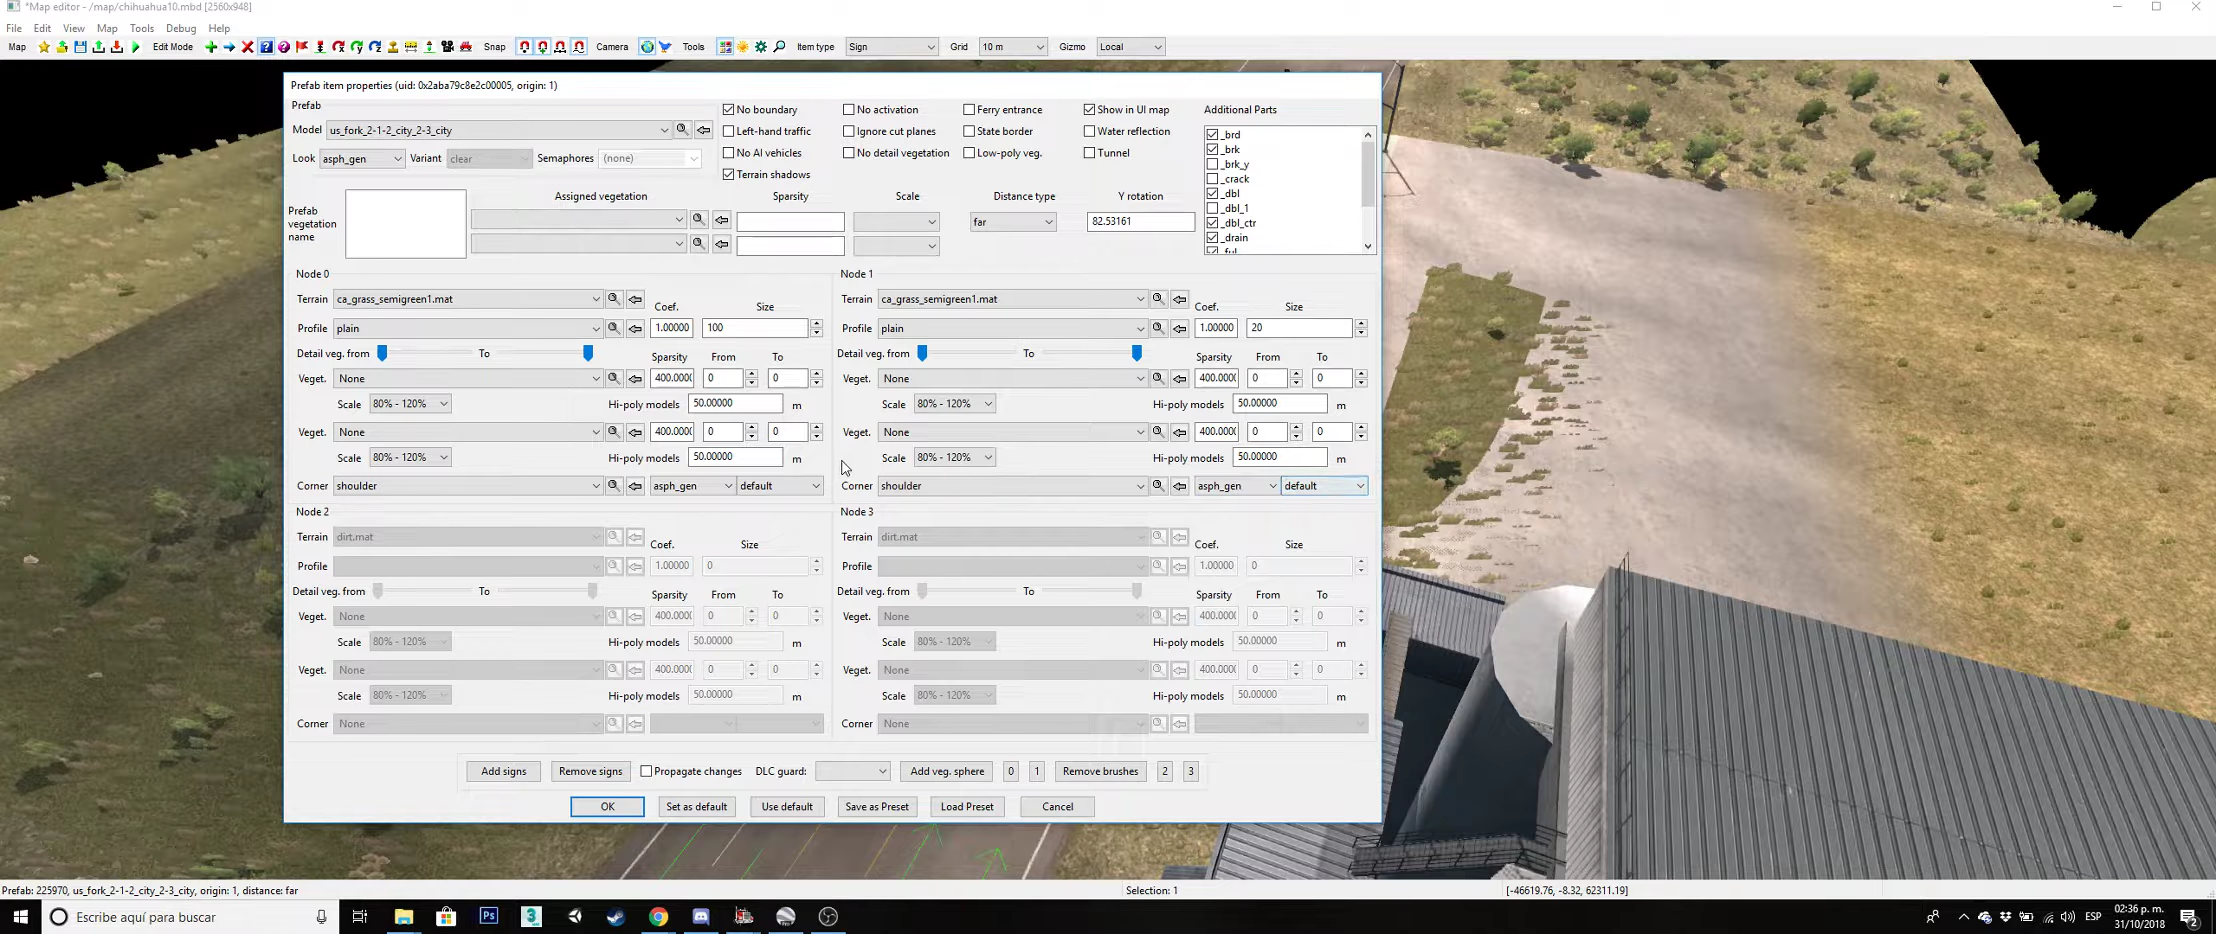 *Map editor - /map/chihuahua10.mbd [2560x948]
File Edit View Map Tools Debug Help
Map Edit Mode Snap Camera Tools Item type Sign Grid 10 m Gizmo Local
Prefab item properties (uid: 0x2aba79c8e2c00005, origin: 1)
Prefab
Model us_fork_2-1-2_city_2-3_city
Look asph_gen Variant clear Semaphores (none)
No boundary No activation Ferry entrance Show in UI map Additional Parts
Left-hand traffic Ignore cut planes State border Water reflection
No AI vehicles No detail vegetation Low-poly veg. Tunnel
Terrain shadows
_brd
_brk
_brk_y
_crack
_dbl
_dbl_1
_dbl_ctr
_drain
Assigned vegetation Sparsity Scale Distance type Y rotation
Prefab
vegetation
name
far 82.53161
Node 0
Terrain ca_grass_semigreen1.mat Coef. Size
Profile plain 1.00000 100
Detail veg. from To Sparsity From To
Veget. None 400.000( 0 0
Scale 80% - 120% Hi-poly models 50.00000 m
Veget. None 400.000( 0 0
Scale 80% - 120% Hi-poly models 50.00000 m
Corner shoulder asph_gen default
Node 1
Terrain ca_grass_semigreen1.mat Coef. Size
Profile plain 1.00000 20
Detail veg. from To Sparsity From To
Veget. None 400.000( 0 0
Scale 80% - 120% Hi-poly models 50.00000 m
Veget. None 400.000( 0 0
Scale 80% - 120% Hi-poly models 50.00000 m
Corner shoulder asph_gen default
Node 2
Terrain dirt.mat Coef. Size
Profile 1.00000 0
Detail veg. from To Sparsity From To
Veget. None 400.000( 0 0
Scale 80% - 120% Hi-poly models 50.00000 m
Veget. None 400.000( 0 0
Scale 80% - 120% Hi-poly models 50.00000 m
Corner None
Node 3
Terrain dirt.mat Coef. Size
Profile 1.00000 0
Detail veg. from To Sparsity From To
Veget. None 400.000( 0 0
Scale 80% - 120% Hi-poly models 50.00000 m
Veget. None 400.000( 0 0
Scale 80% - 120% Hi-poly models 50.00000 m
Corner None
Add signs Remove signs Propagate changes DLC guard: Add veg. sphere 0 1 Remove brushes 2 3
OK Set as default Use default Save as Preset Load Preset Cancel
Prefab: 225970, us_fork_2-1-2_city_2-3_city, origin: 1, distance: far Selection: 1 [-46619.76, -8.32, 62311.19]
Escribe aquí para buscar Ps 3 ESP 02:36 p. m.
31/10/2018 2